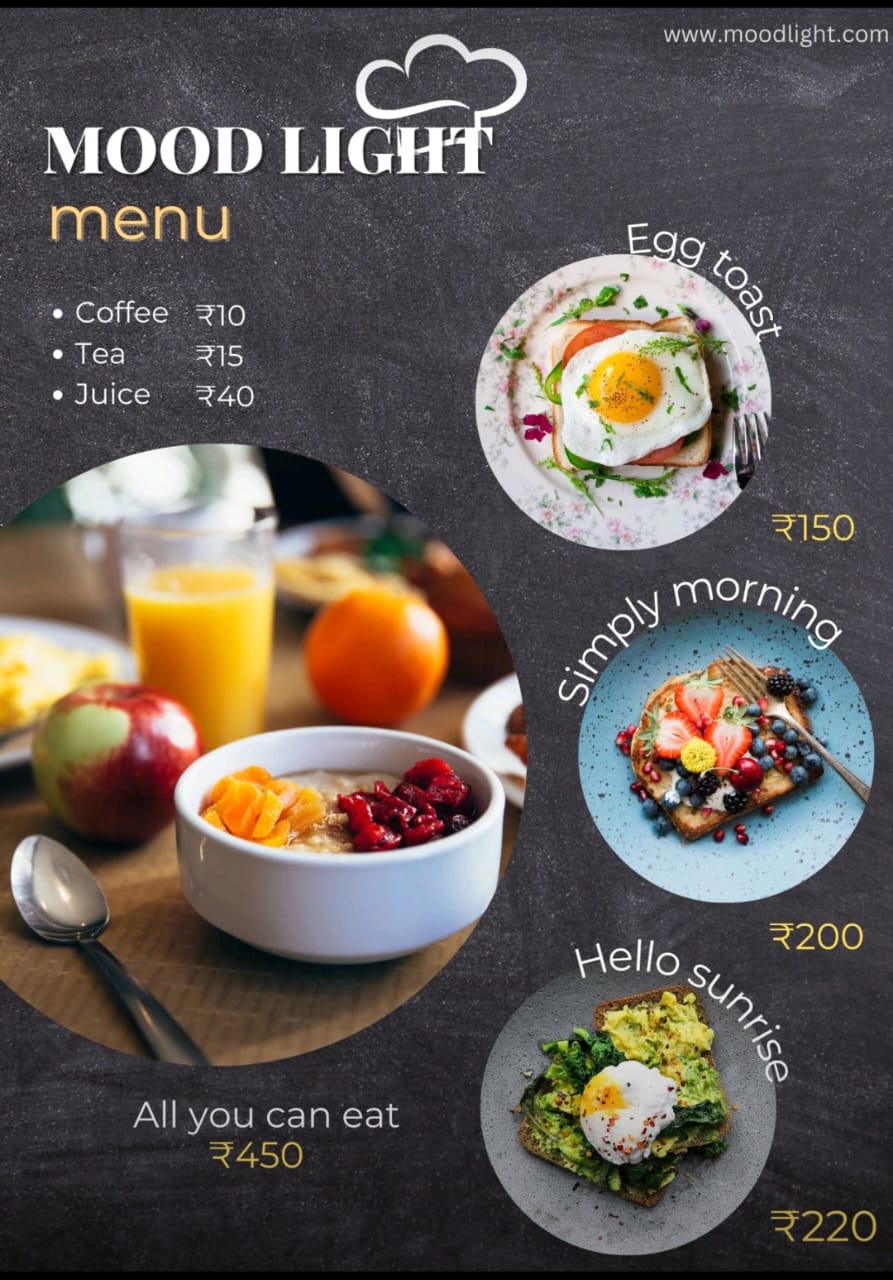 www.moodlight.com
MOOD LIGHT
menu
• Coffee ₹10
• Tea ₹15
• Juice ₹40
Egg toast
₹150
Simply morning
₹200
Hello sunrise
₹220
All you can eat
₹450